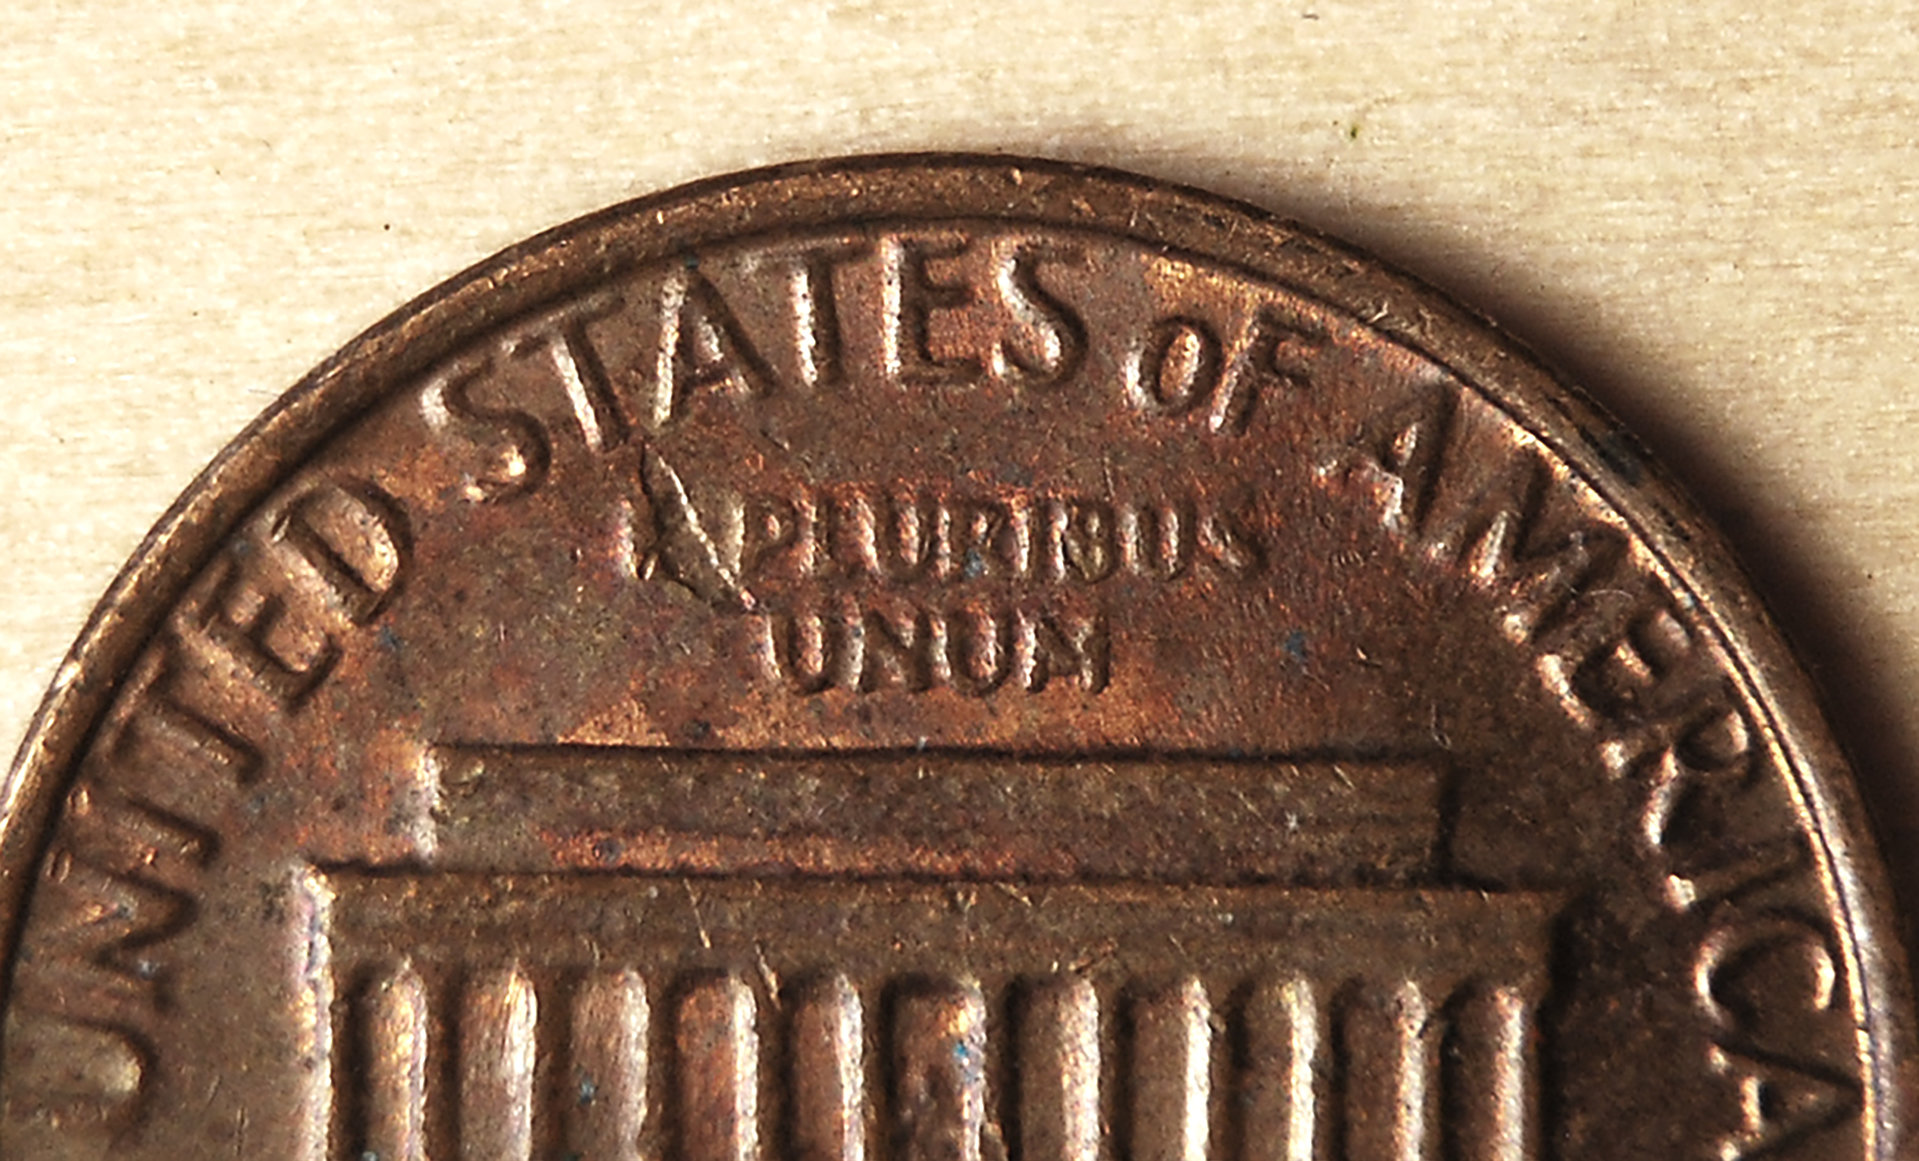 UNITED STATES OF AMERICA
PLURIBUS
UNUM